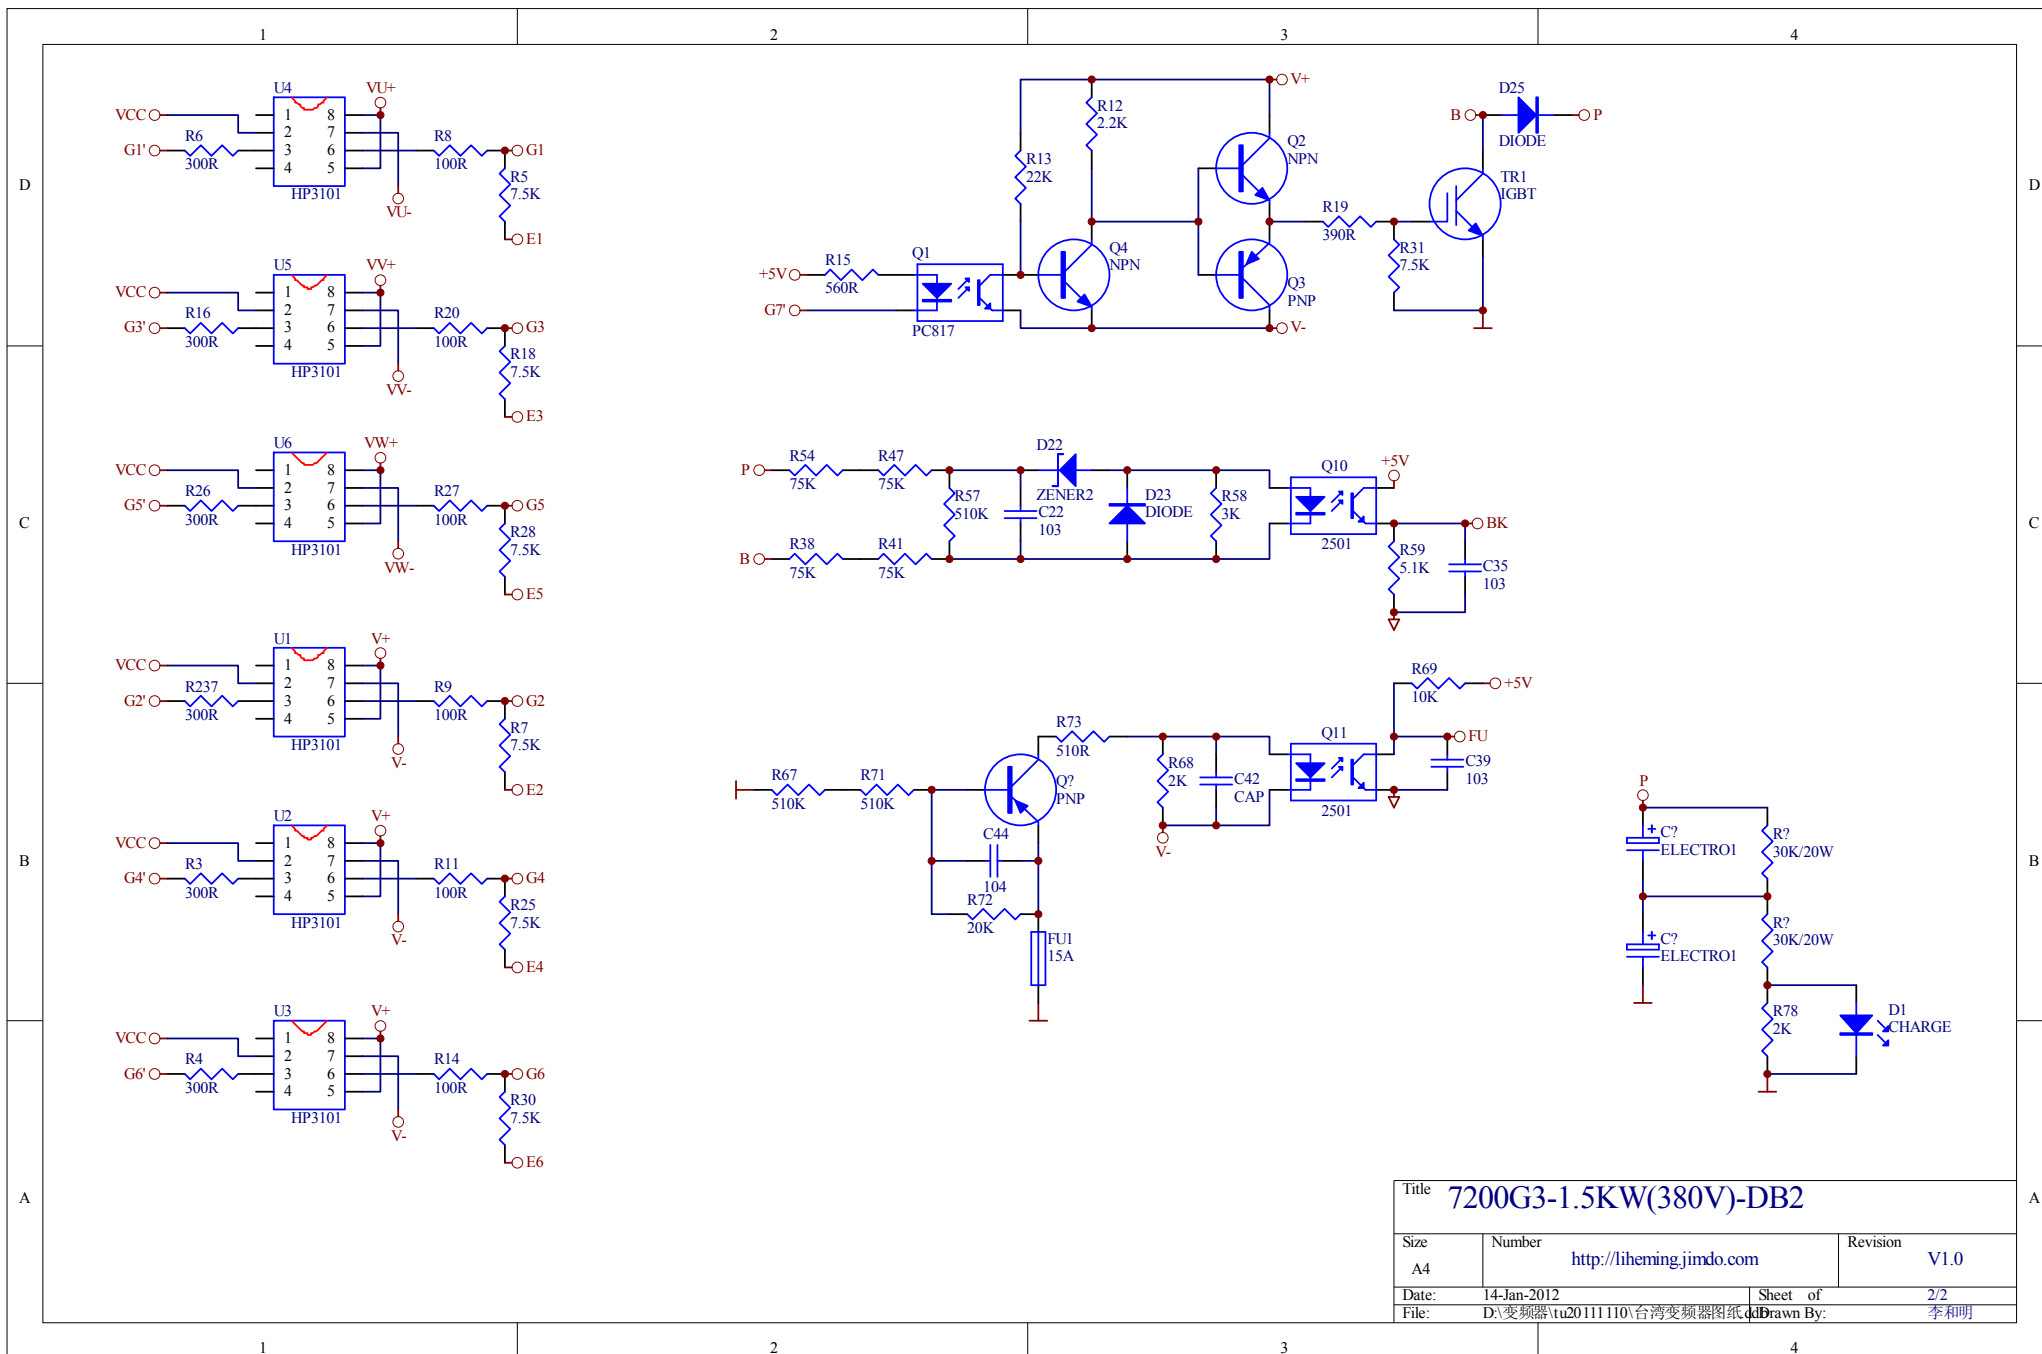 1 2 3 4
D
C
B
A
U4
VU+
VCC
1 8
2 7
3 6
4 5
R6
G1'
300R
HP3101
VU-
R8
100R
G1
R5
7.5K
E1
U5
VV+
VCC
1 8
2 7
3 6
4 5
R16
G3'
300R
HP3101
VV-
R20
100R
G3
R18
7.5K
E3
U6
VW+
VCC
1 8
2 7
3 6
4 5
R26
G5'
300R
HP3101
VW-
R27
100R
G5
R28
7.5K
E5
U1
V+
VCC
1 8
2 7
3 6
4 5
R237
G2'
300R
HP3101
V-
R9
100R
G2
R7
7.5K
E2
U2
V+
VCC
1 8
2 7
3 6
4 5
R3
G4'
300R
HP3101
V-
R11
100R
G4
R25
7.5K
E4
U3
V+
VCC
1 8
2 7
3 6
4 5
R4
G6'
300R
HP3101
V-
R14
100R
G6
R30
7.5K
E6
V+
R12
2.2K
R13
22K
Q2
NPN
Q4
NPN
Q1
+5V
R15
560R
G7'
PC817
Q3
PNP
V-
R19
390R
R31
7.5K
D25
B
P
DIODE
TR1
IGBT
P
R54
75K
R47
75K
R57
510K
C22
103
D22
ZENER2
D23
DIODE
R58
3K
B
R38
75K
R41
75K
Q10
2501
+5V
BK
R59
5.1K
C35
103
R67
510K
R71
510K
Q?
PNP
R73
510R
C44
104
R72
20K
FU1
15A
R68
2K
C42
CAP
V-
Q11
2501
R69
10K
+5V
FU
C39
103
P
C?
ELECTRO1
R?
30K/20W
C?
ELECTRO1
R?
30K/20W
R78
2K
D1
CHARGE
Title 7200G3-1.5KW(380V)-DB2
Size Number Revision
A4 http://liheming.jimdo.com V1.0
Date: 14-Jan-2012 Sheet of 2/2
File: D:\变频器\tu20111110\台湾变频器图纸.ddb Drawn By: 李和明
D
C
B
A
1 2 3 4